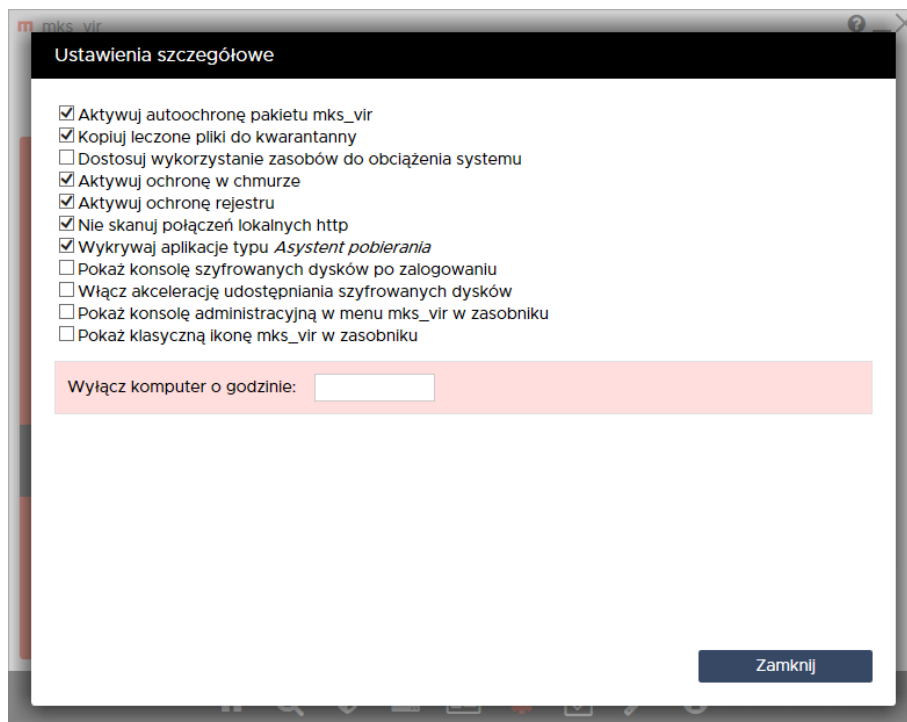 m mks_vir
Ustawienia szczegółowe
Aktywuj autoochronę pakietu mks_vir
Kopiuj leczone pliki do kwarantanny
Dostosuj wykorzystanie zasobów do obciążenia systemu
Aktywuj ochronę w chmurze
Aktywuj ochronę rejestru
Nie skanuj połączeń lokalnych http
Wykrywaj aplikacje typu Asystent pobierania
Pokaż konsolę szyfrowanych dysków po zalogowaniu
Włącz akcelerację udostępniania szyfrowanych dysków
Pokaż konsolę administracyjną w menu mks_vir w zasobniku
Pokaż klasyczną ikonę mks_vir w zasobniku
Wyłącz komputer o godzinie:
Zamknij